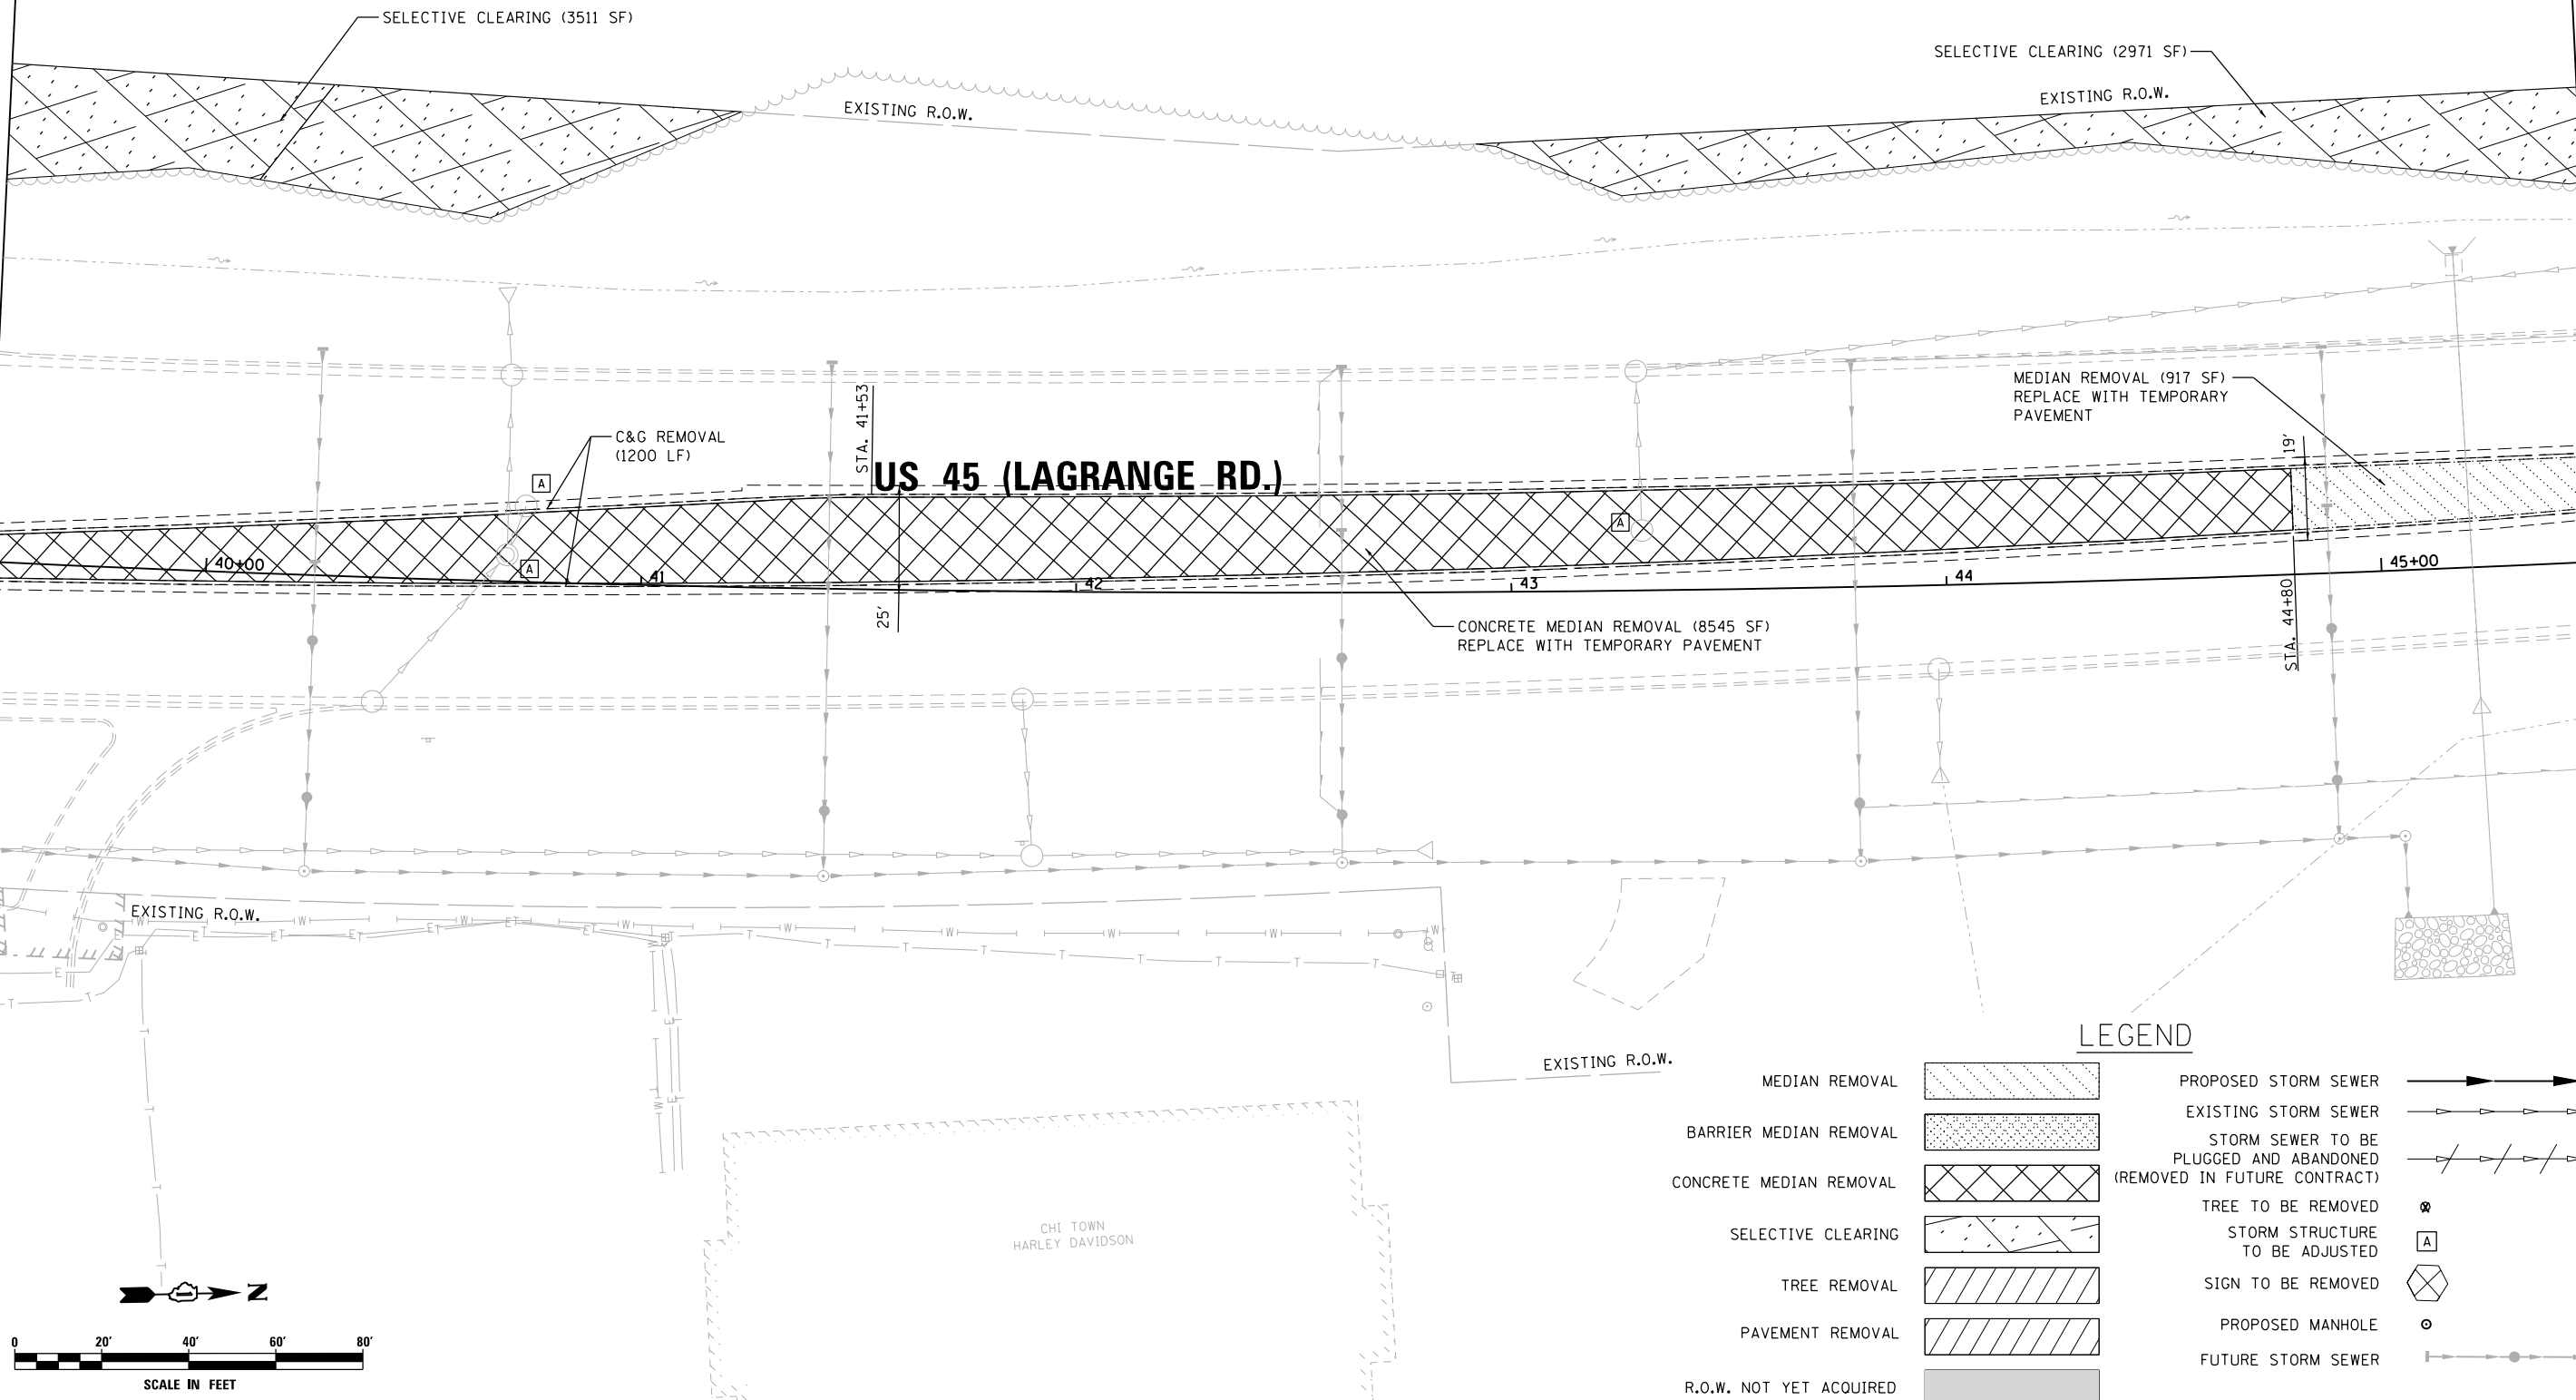 SELECTIVE CLEARING (3511 SF)
SELECTIVE CLEARING (2971 SF)
EXISTING R.O.W.
EXISTING R.O.W.
MEDIAN REMOVAL (917 SF)
REPLACE WITH TEMPORARY
PAVEMENT
STA. 41+53
C&G REMOVAL
(1200 LF)
19'
A
US 45 (LAGRANGE RD.)
A
A
40+00
41
42
43
44
45+00
25'
STA. 44+80
CONCRETE MEDIAN REMOVAL (8545 SF)
REPLACE WITH TEMPORARY PAVEMENT
EXISTING R.O.W.
W W W W W W W W W
E T E T E T E T E T E T
T T T T T T T T T
EXISTING R.O.W.
CHI TOWN
HARLEY DAVIDSON
N
0 20' 40' 60' 80'
SCALE IN FEET
LEGEND
MEDIAN REMOVAL
BARRIER MEDIAN REMOVAL
CONCRETE MEDIAN REMOVAL
SELECTIVE CLEARING
TREE REMOVAL
PAVEMENT REMOVAL
R.O.W. NOT YET ACQUIRED
PROPOSED STORM SEWER
EXISTING STORM SEWER
STORM SEWER TO BE
PLUGGED AND ABANDONED
(REMOVED IN FUTURE CONTRACT)
TREE TO BE REMOVED
STORM STRUCTURE
TO BE ADJUSTED
A
SIGN TO BE REMOVED
PROPOSED MANHOLE
FUTURE STORM SEWER